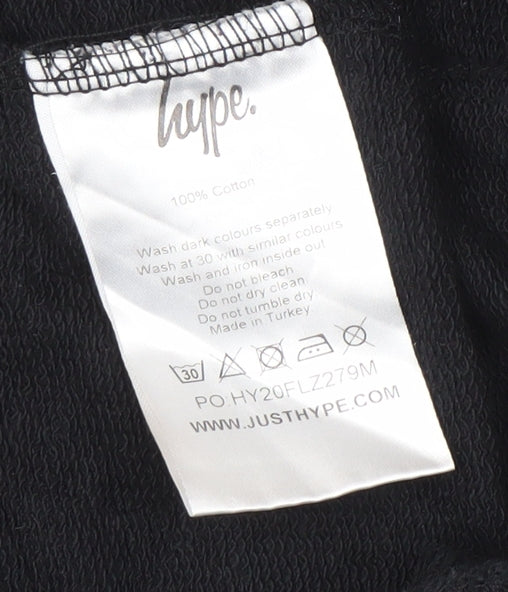 hype.
100% Cotton
Wash dark colours separately
Wash at 30 with similar colours
Wash and iron inside out
Do not bleach
Do not dry clean
Do not tumble dry
Made in Turkey
30
PO:HY20FLZ279M
WWW.JUSTHYPE.COM